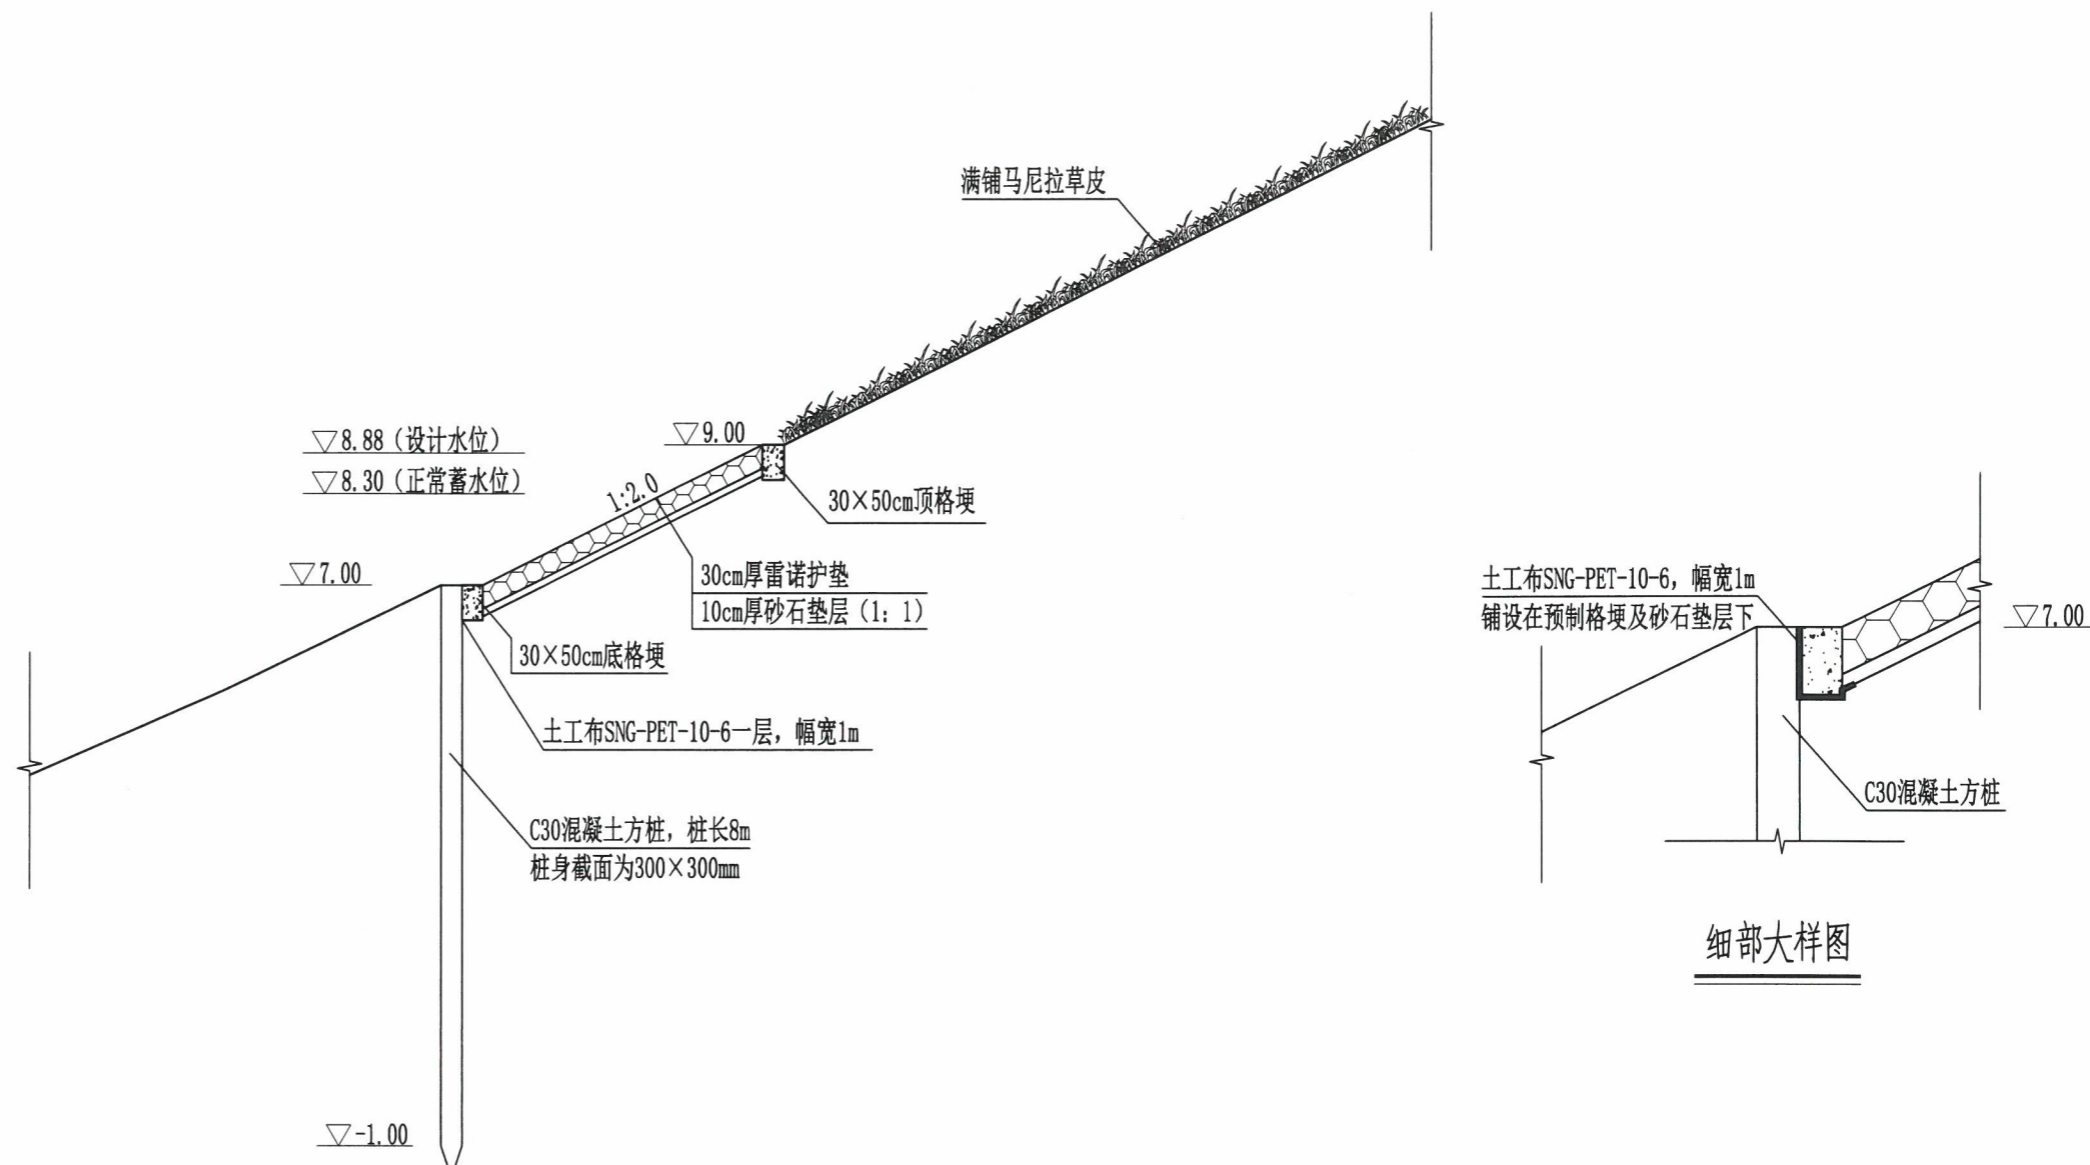 满铺马尼拉草皮
▽8.88（设计水位）
▽8.30（正常蓄水位）
▽9.00
1:2.0
30×50cm顶格埂
▽7.00
30cm厚雷诺护垫
10cm厚砂石垫层（1：1）
30×50cm底格埂
土工布SNG-PET-10-6一层，幅宽1m
C30混凝土方桩，桩长8m
桩身截面为300×300mm
▽-1.00
土工布SNG-PET-10-6，幅宽1m
铺设在预制格埂及砂石垫层下
▽7.00
C30混凝土方桩
细部大样图